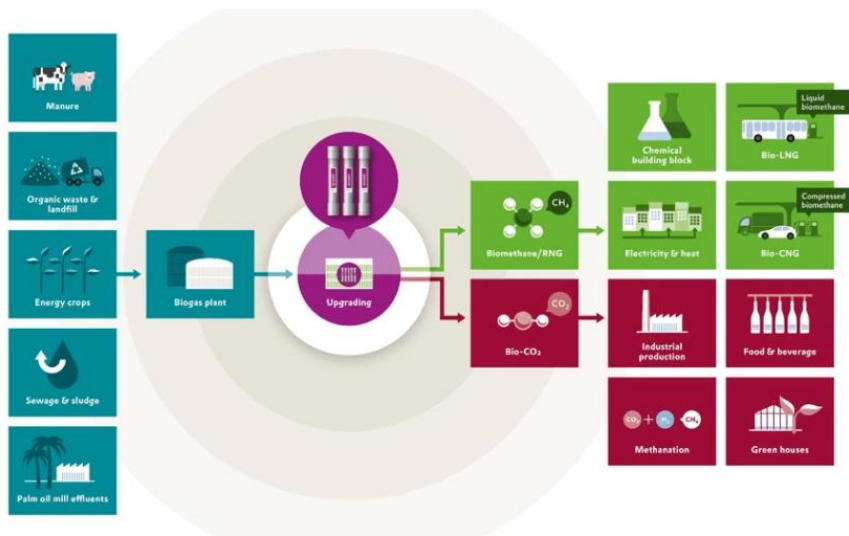 Manure
Organic waste &
landfill
Energy crops
Sewage & sludge
Palm oil mill effluents
Biogas plant
Upgrading
CH₄
Biomethane/RNG
CO₂
Bio-CO₂
Chemical
building block
Liquid
biomethane
Bio-LNG
Electricity & heat
Compressed
biomethane
Bio-CNG
Industrial
production
Food & beverage
CO₂ + H₂ CH₄
Methanation
Green houses